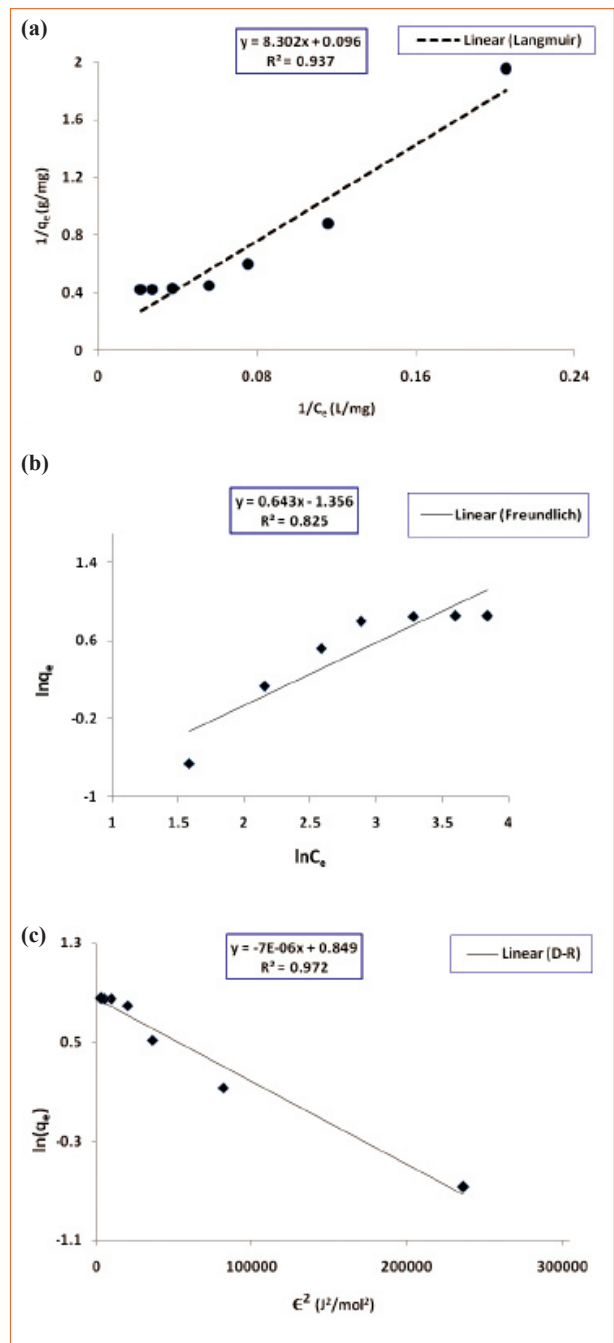 (a)
y = 8.302x + 0.096
R² = 0.937
Linear (Langmuir)
2
1.6
1.2
0.8
0.4
0
1/qₑ (g/mg)
0 0.08 0.16 0.24
1/Cₑ (L/mg)
(b)
y = 0.643x - 1.356
R² = 0.825
Linear (Freundlich)
1.4
0.6
-0.2
-1
lnqₑ
1 1.5 2 2.5 3 3.5 4
lnCₑ
(c)
y = -7E-06x + 0.849
R² = 0.972
Linear (D-R)
1.3
0.5
-0.3
-1.1
ln(qₑ)
0 100000 200000 300000
Є² (J²/mol²)